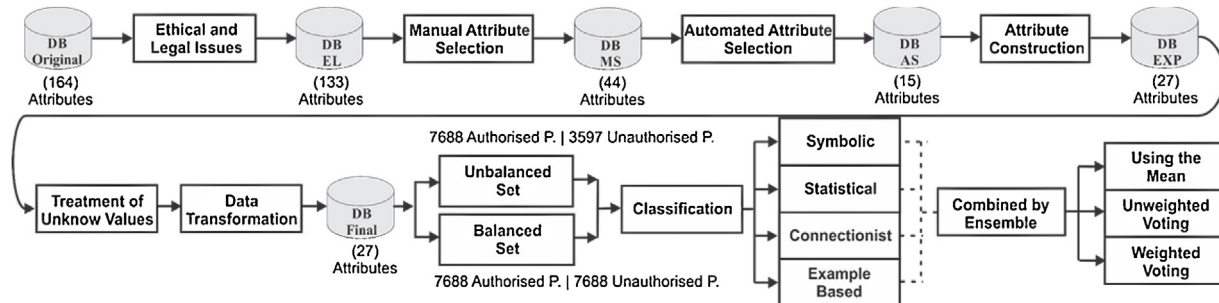 DB
Original
(164)
Attributes
Ethical and
Legal Issues
DB
EL
(133)
Attributes
Manual Attribute
Selection
DB
MS
(44)
Attributes
Automated Attribute
Selection
DB
AS
(15)
Attributes
Attribute
Construction
DB
EXP
(27)
Attributes
Treatment of
Unknow Values
Data
Transformation
DB
Final
(27)
Attributes
7688 Authorised P. | 3597 Unauthorised P.
Unbalanced
Set
Balanced
Set
7688 Authorised P. | 7688 Unauthorised P.
Classification
Symbolic
Statistical
Connectionist
Example
Based
Combined by
Ensemble
Using the
Mean
Unweighted
Voting
Weighted
Voting